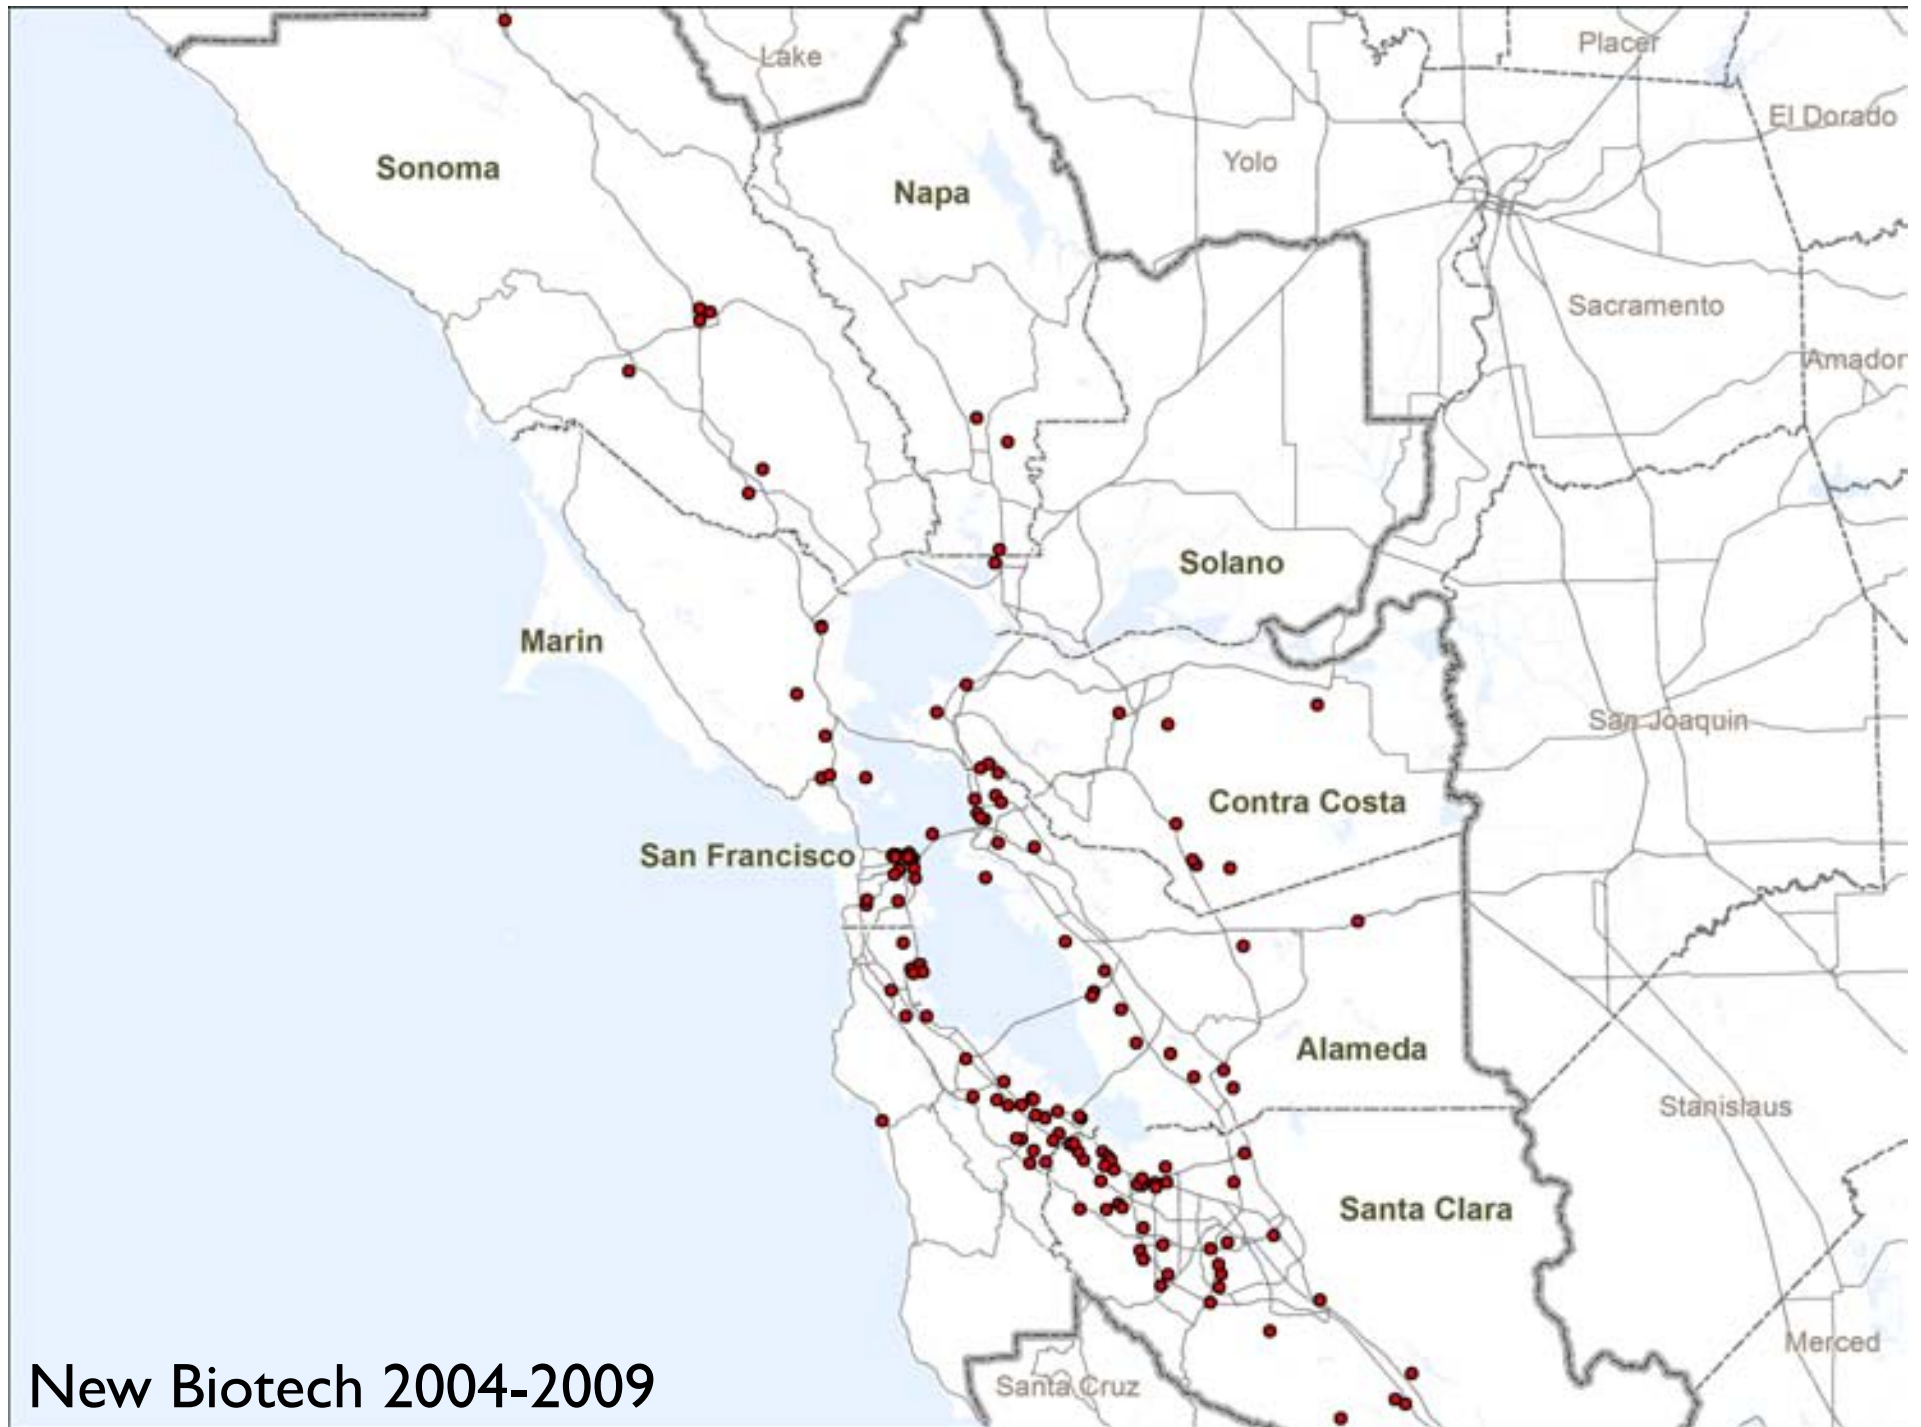 Placer
Lake
El Dorado
Yolo
Sonoma
Napa
Sacramento
Amador
Solano
Marin
San Joaquin
Contra Costa
San Francisco
Alameda
Stanislaus
Santa Clara
Merced
Santa Cruz
New Biotech 2004-2009